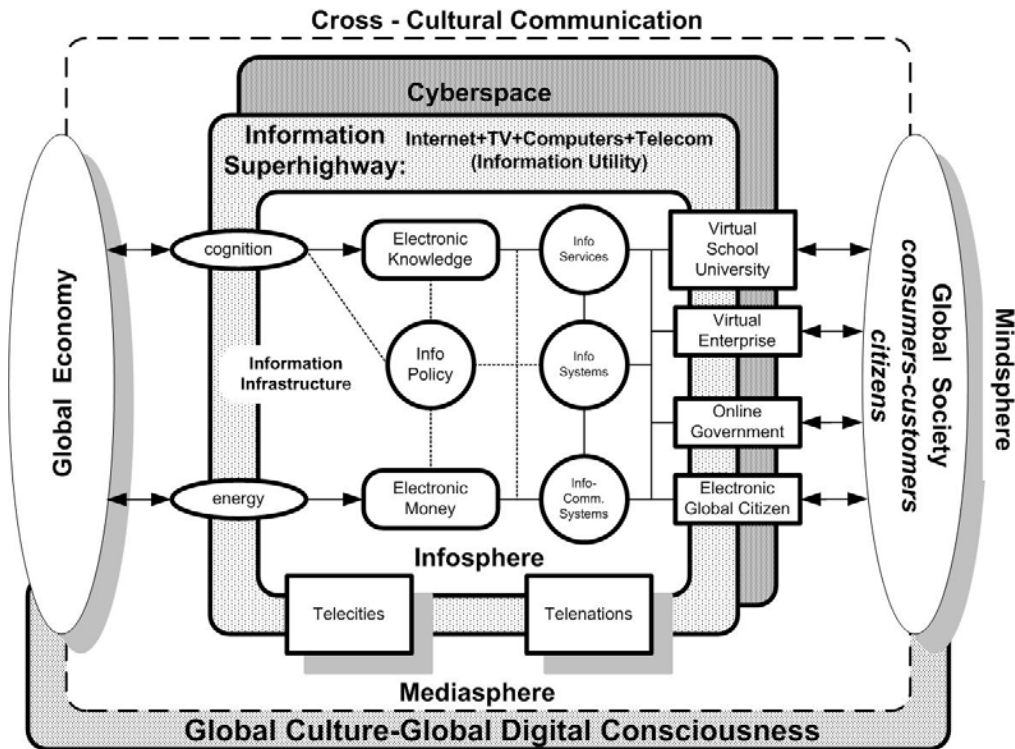 Cross - Cultural Communication
Cyberspace
Information
Superhighway:
Internet+TV+Computers+Telecom
(Information Utility)
cognition
Electronic
Knowledge
Info
Services
Virtual
School
University
Global Economy
Information
Infrastructure
Info
Policy
Info
Systems
Virtual
Enterprise
Global Society
consumers-customers
citizens
Mindsphere
Online
Government
energy
Electronic
Money
Info-
Comm.
Systems
Electronic
Global Citizen
Infosphere
Telecities
Telenations
Mediasphere
Global Culture-Global Digital Consciousness